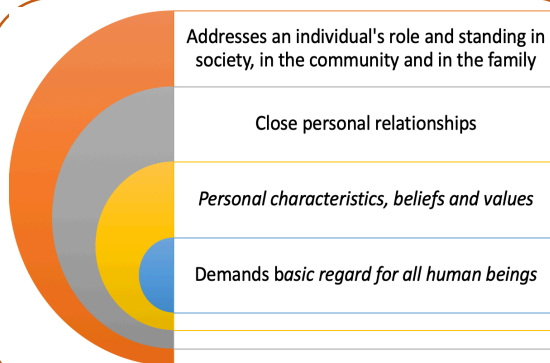 Addresses an individual's role and standing in
society, in the community and in the family
Close personal relationships
Personal characteristics, beliefs and values
Demands basic regard for all human beings